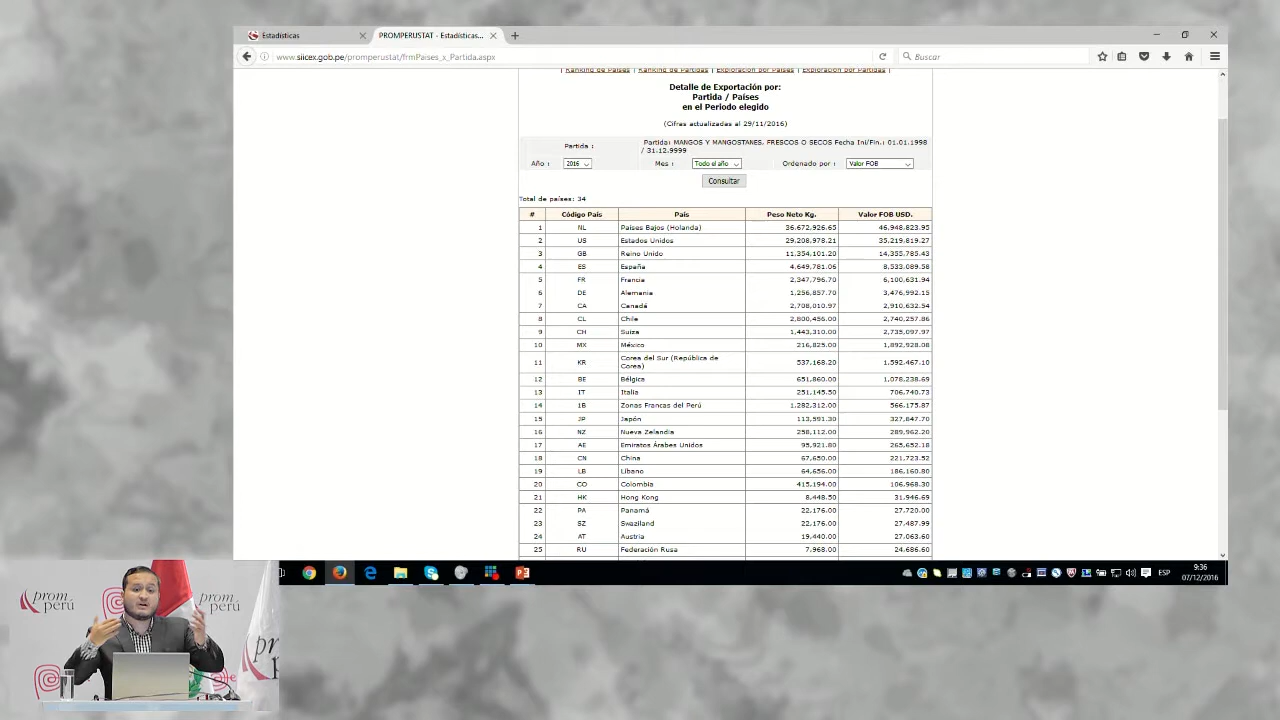 Estadísticas
PROMPERUSTAT - Estadísticas...
www.siicex.gob.pe/promperustat/frmPaises_x_Partida.aspx
Buscar
Ranking de Países | Ranking de Partidas | Exploración por Países | Exploración por Partidas |
Detalle de Exportación por:
Partida / Países
en el Periodo elegido
(Cifras actualizadas al 29/11/2016)
Partida :
Partida: MANGOS Y MANGOSTANES, FRESCOS O SECOS Fecha Ini/Fin.: 01.01.1998
/ 31.12.9999
Año : 2016 Mes : Todo el año Ordenado por : Valor FOB
Consultar
Total de países: 34
# Código País País Peso Neto Kg. Valor FOB USD.
1 NL Países Bajos (Holanda) 36,672,926.65 46,948,823.95
2 US Estados Unidos 29,208,978.21 35,219,819.27
3 GB Reino Unido 11,354,101.20 14,355,785.43
4 ES España 4,649,781.06 8,533,089.58
5 FR Francia 2,347,796.70 6,100,631.94
6 DE Alemania 1,256,857.70 3,476,992.15
7 CA Canadá 2,708,010.97 2,910,632.54
8 CL Chile 2,800,456.00 2,740,257.86
9 CH Suiza 1,443,310.00 2,735,097.97
10 MX México 216,825.00 1,892,928.08
11 KR Corea del Sur (República de
Corea) 537,168.20 1,592,467.10
12 BE Bélgica 651,860.00 1,078,238.69
13 IT Italia 251,145.50 706,740.73
14 1B Zonas Francas del Perú 1,282,312.00 566,175.87
15 JP Japón 113,591.30 327,847.70
16 NZ Nueva Zelandia 258,112.00 289,962.20
17 AE Emiratos Árabes Unidos 95,921.80 265,652.18
18 CN China 67,650.00 221,723.52
19 LB Líbano 64,656.00 186,160.80
20 CO Colombia 415,194.00 106,968.30
21 HK Hong Kong 8,448.50 31,946.69
22 PA Panamá 22,176.00 27,720.00
23 SZ Swaziland 22,176.00 27,487.99
24 AT Austria 19,440.00 27,063.60
25 RU Federación Rusa 7,968.00 24,686.60
ESP
9:36
07/12/2016
prom
perú
prom
perú